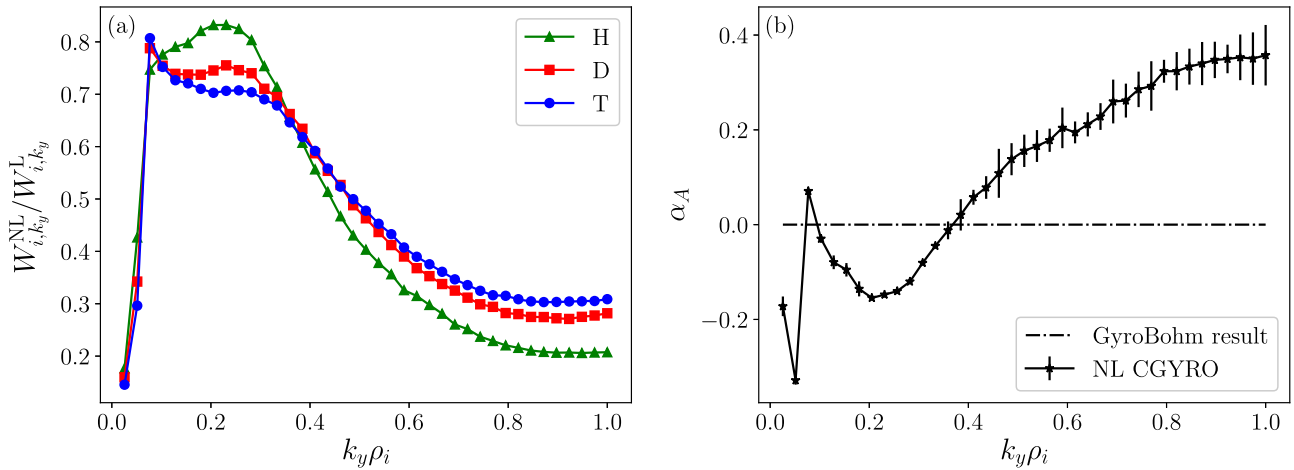 (a)
H
D
T
0.8
0.7
0.6
0.5
0.4
0.3
0.2
W^{NL}_{i,k_y}/W^{L}_{i,k_y}
0.0 0.2 0.4 0.6 0.8 1.0
k_yρ_i
(b)
0.4
0.2
0.0
−0.2
α_A
GyroBohm result
NL CGYRO
0.0 0.2 0.4 0.6 0.8 1.0
k_yρ_i